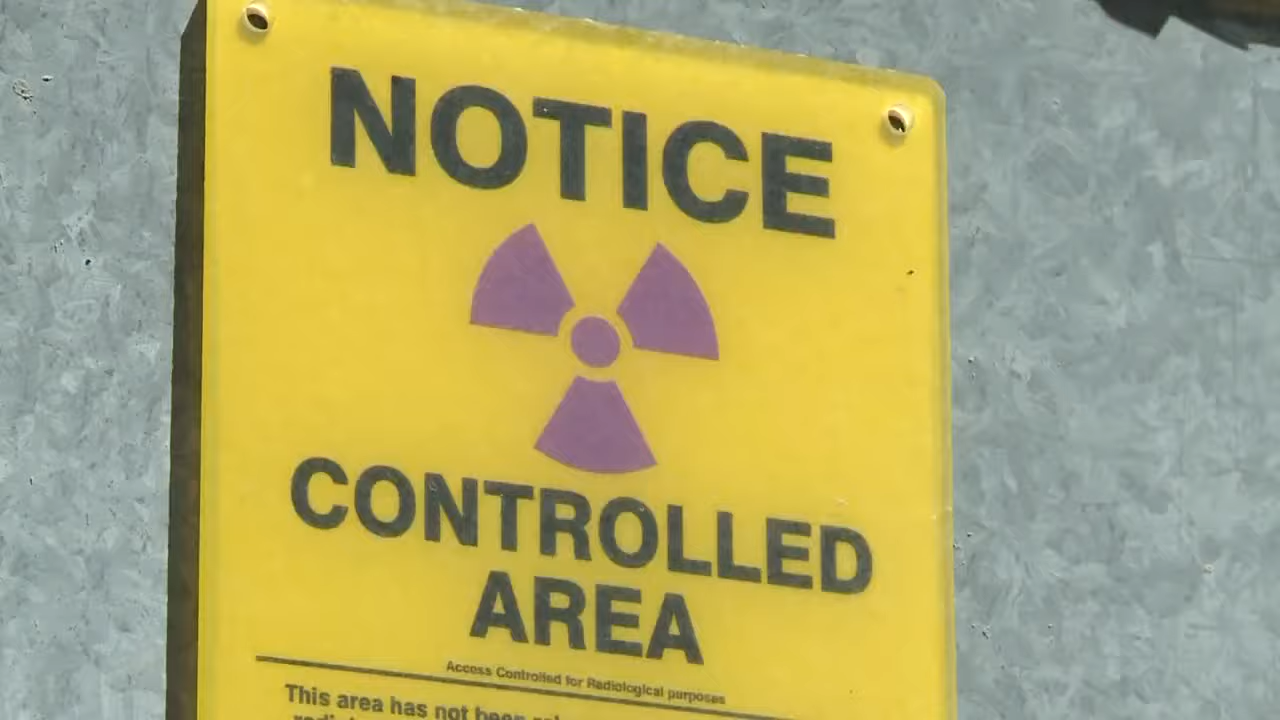 NOTICE
CONTROLLED
AREA
Access Controlled for Radiological purposes
This area has not been